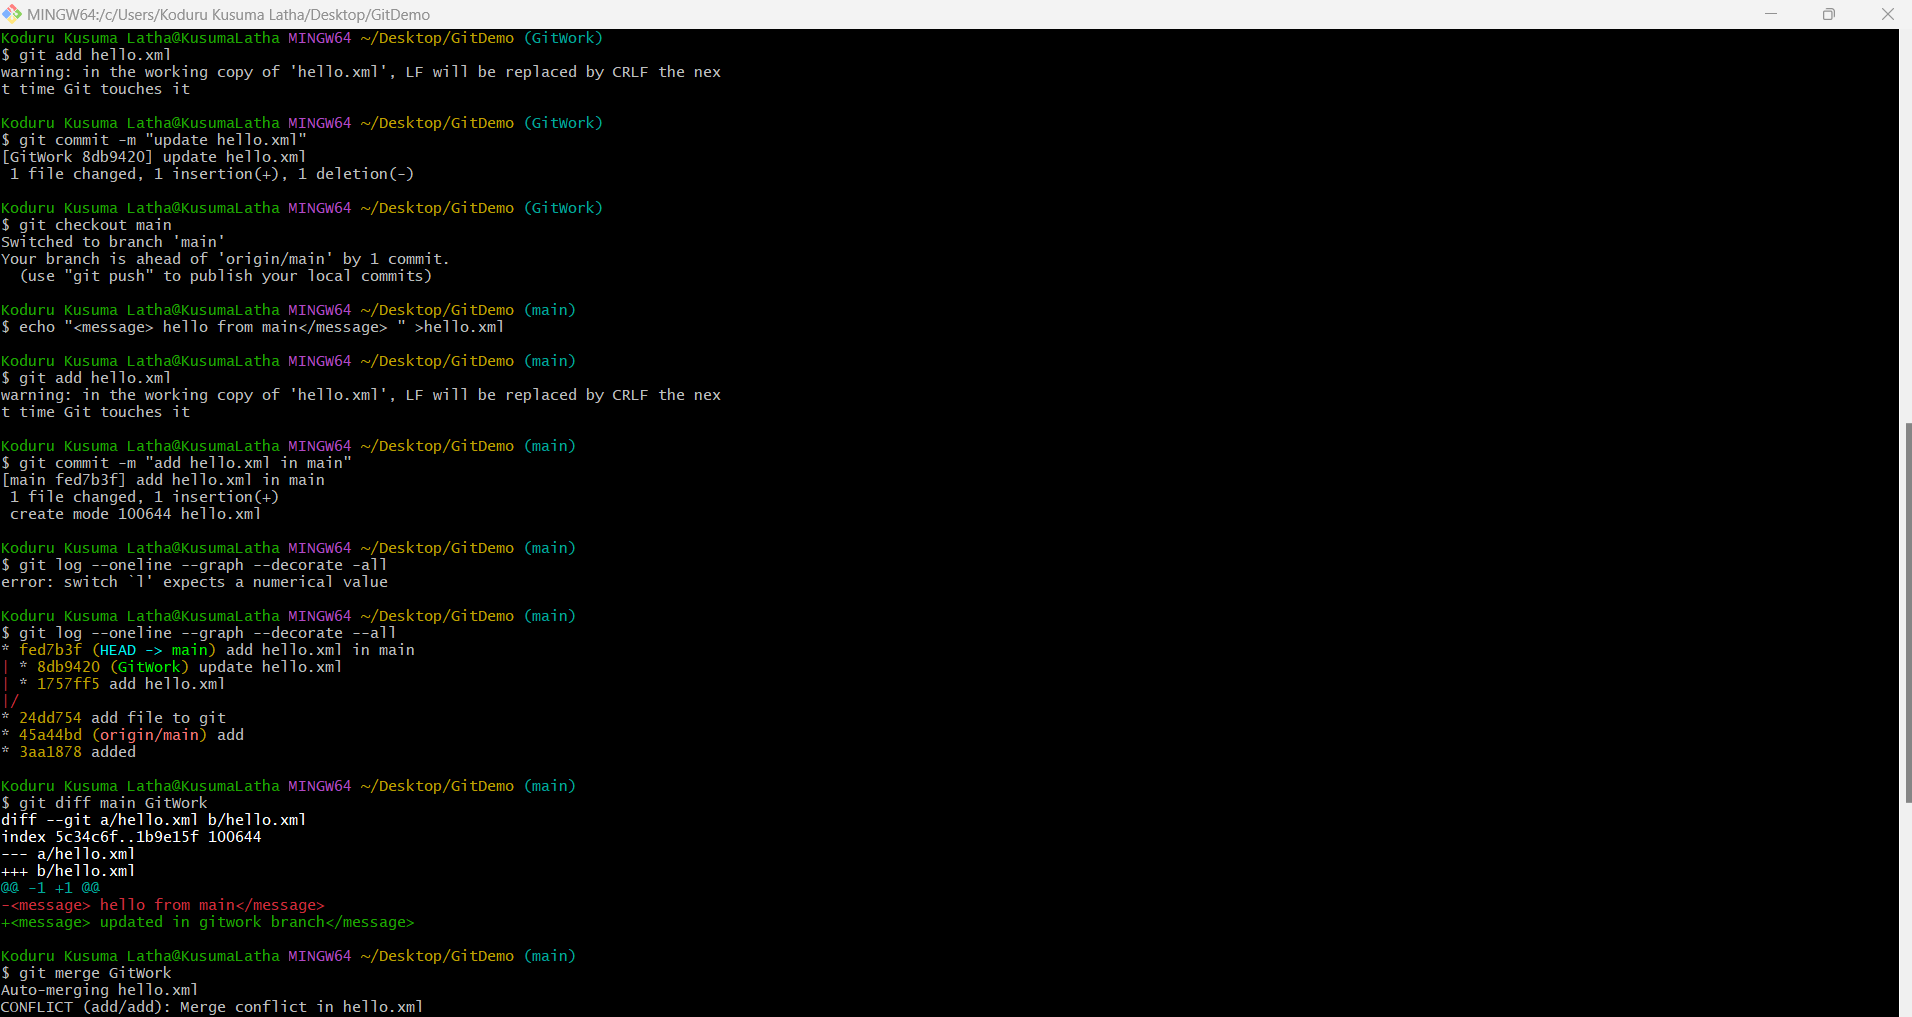 MINGW64:/c/Users/Koduru Kusuma Latha/Desktop/GitDemo
Koduru Kusuma Latha@KusumaLatha MINGW64 ~/Desktop/GitDemo (GitWork)
$ git add hello.xml
warning: in the working copy of 'hello.xml', LF will be replaced by CRLF the nex
t time Git touches it
Koduru Kusuma Latha@KusumaLatha MINGW64 ~/Desktop/GitDemo (GitWork)
$ git commit -m "update hello.xml"
[GitWork 8db9420] update hello.xml
 1 file changed, 1 insertion(+), 1 deletion(-)
Koduru Kusuma Latha@KusumaLatha MINGW64 ~/Desktop/GitDemo (GitWork)
$ git checkout main
Switched to branch 'main'
Your branch is ahead of 'origin/main' by 1 commit.
  (use "git push" to publish your local commits)
Koduru Kusuma Latha@KusumaLatha MINGW64 ~/Desktop/GitDemo (main)
$ echo "<message> hello from main</message> " >hello.xml
Koduru Kusuma Latha@KusumaLatha MINGW64 ~/Desktop/GitDemo (main)
$ git add hello.xml
warning: in the working copy of 'hello.xml', LF will be replaced by CRLF the nex
t time Git touches it
Koduru Kusuma Latha@KusumaLatha MINGW64 ~/Desktop/GitDemo (main)
$ git commit -m "add hello.xml in main"
[main fed7b3f] add hello.xml in main
 1 file changed, 1 insertion(+)
 create mode 100644 hello.xml
Koduru Kusuma Latha@KusumaLatha MINGW64 ~/Desktop/GitDemo (main)
$ git log --oneline --graph --decorate -all
error: switch `l' expects a numerical value
Koduru Kusuma Latha@KusumaLatha MINGW64 ~/Desktop/GitDemo (main)
$ git log --oneline --graph --decorate --all
* fed7b3f (HEAD -> main) add hello.xml in main
| * 8db9420 (GitWork) update hello.xml
| * 1757ff5 add hello.xml
|/
* 24dd754 add file to git
* 45a44bd (origin/main) add
* 3aa1878 added
Koduru Kusuma Latha@KusumaLatha MINGW64 ~/Desktop/GitDemo (main)
$ git diff main GitWork
diff --git a/hello.xml b/hello.xml
index 5c34c6f..1b9e15f 100644
--- a/hello.xml
+++ b/hello.xml
@@ -1 +1 @@
-<message> hello from main</message>
+<message> updated in gitwork branch</message>
Koduru Kusuma Latha@KusumaLatha MINGW64 ~/Desktop/GitDemo (main)
$ git merge GitWork
Auto-merging hello.xml
CONFLICT (add/add): Merge conflict in hello.xml